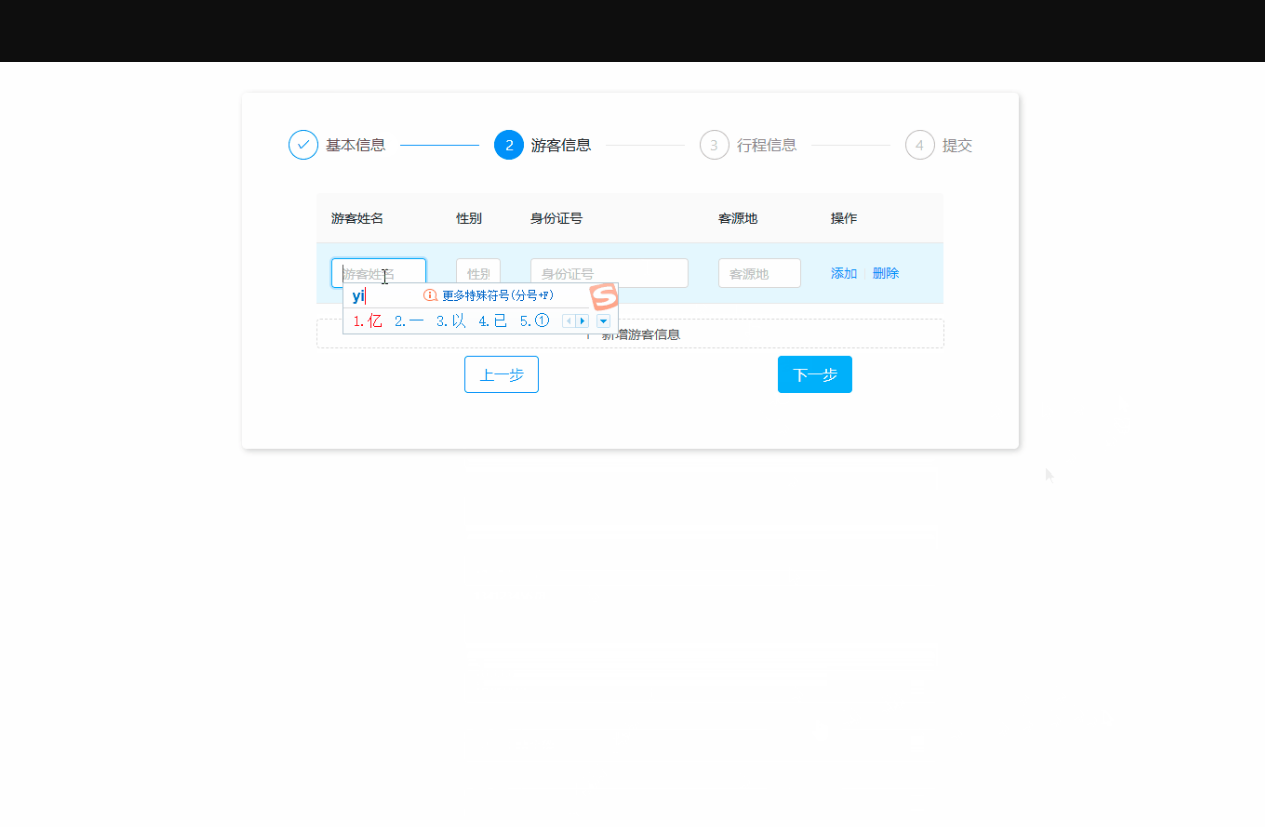 基本信息 2 游客信息 3 行程信息 4 提交
游客姓名 性别 身份证号 客源地 操作
游客姓名 性别 身份证号 客源地 添加 删除
yi 更多特殊符号(分号+F)
1.亿 2.一 3.以 4.已 5.①
新增游客信息
上一步 下一步